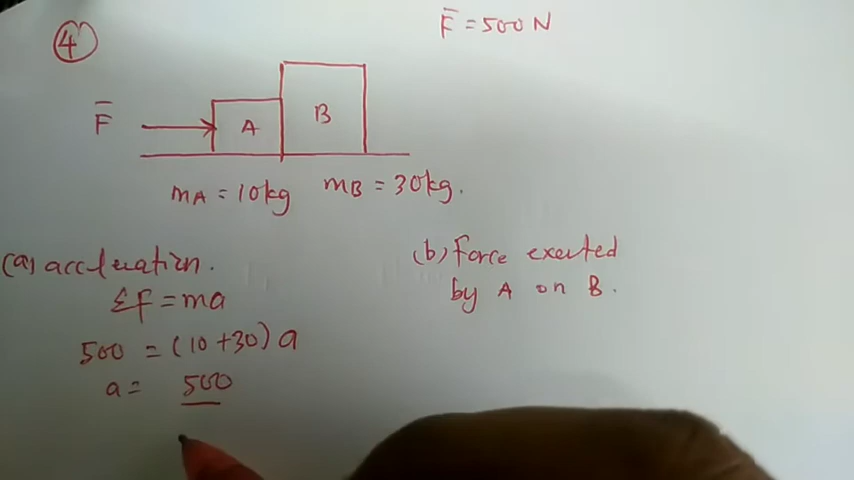 ④
F̅ = 500 N
F̅
A
B
mA = 10kg mB = 30kg.
(a) accleration.
ΣF = ma
500 = (10 + 30) a
a = 500
(b) Force exerted
by A on B.